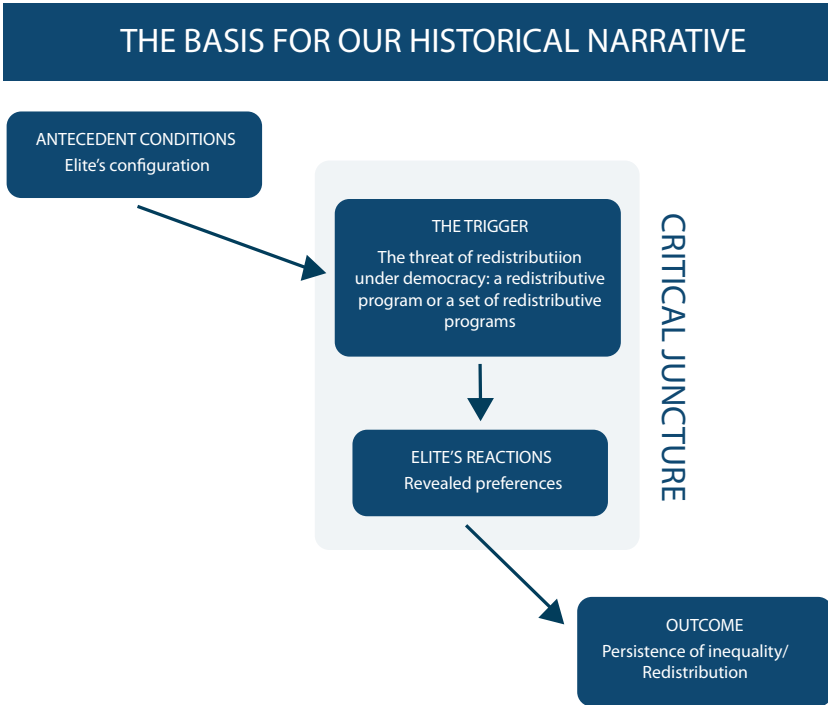 THE BASIS FOR OUR HISTORICAL NARRATIVE
ANTECEDENT CONDITIONS
Elite's configuration
THE TRIGGER
The threat of redistributiion
under democracy: a redistributive
program or a set of redistributive
programs
CRITICAL JUNCTURE
ELITE'S REACTIONS
Revealed preferences
OUTCOME
Persistence of inequality/
Redistribution